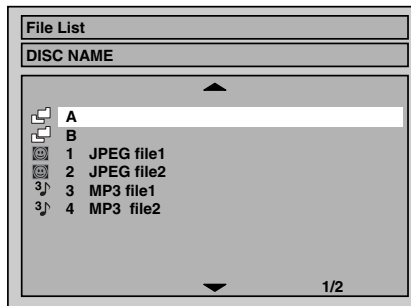 File List
DISC NAME
A
B
1 JPEG file1
2 JPEG file2
3 MP3 file1
4 MP3 file2
1/2